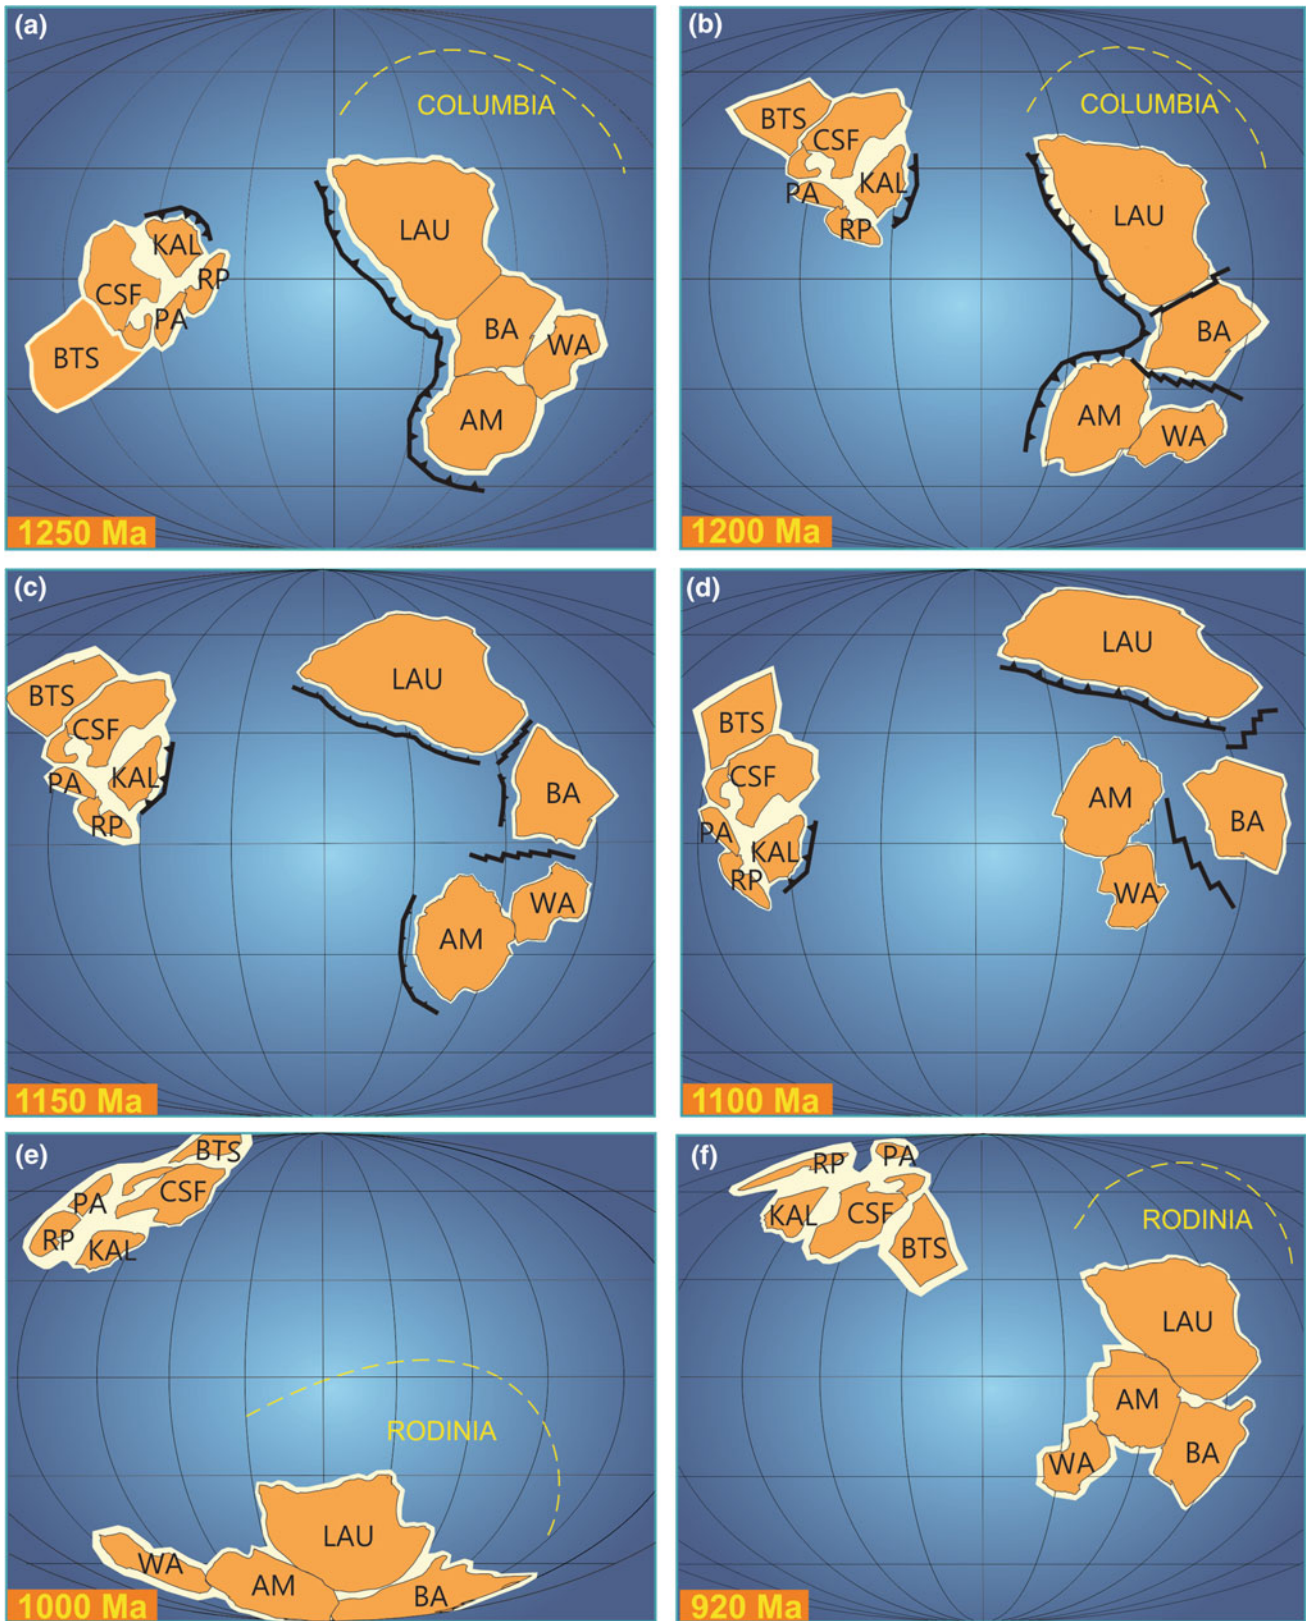 (a)
COLUMBIA
LAU
KAL
RP
CSF
PA
BA
WA
BTS
AM
1250 Ma
(b)
COLUMBIA
BTS
CSF
KAL
PA
RP
LAU
BA
AM
WA
1200 Ma
(c)
LAU
BTS
CSF
PA
KAL
RP
BA
WA
AM
1150 Ma
(d)
LAU
BTS
CSF
AM
PA
KAL
BA
RP
WA
1100 Ma
(e)
BTS
CSF
PA
RP
KAL
RODINIA
LAU
WA
AM
BA
1000 Ma
(f)
RP
PA
KAL
CSF
BTS
RODINIA
LAU
AM
BA
WA
920 Ma